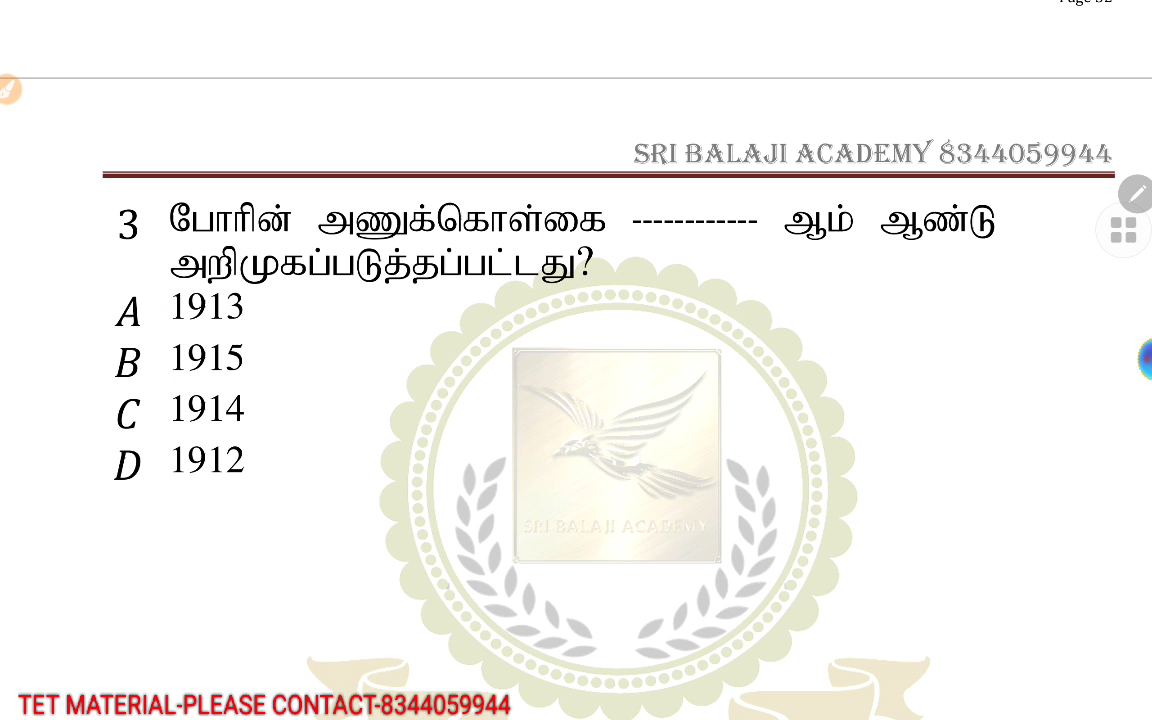 SRI BALAJI ACADEMY 8344059944
3 போரின் அணுக்கொள்கை ------------ ஆம் ஆண்டு
அறிமுகப்படுத்தப்பட்டது?
A 1913
B 1915
C 1914
D 1912
SRI BALAJI ACADEMY
TET MATERIAL-PLEASE CONTACT-8344059944